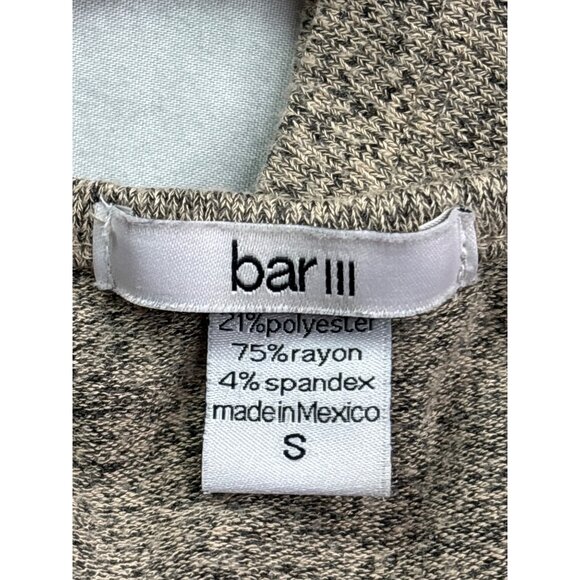 bar III
21%polyester
75%rayon
4% spandex
madeinMexico
S